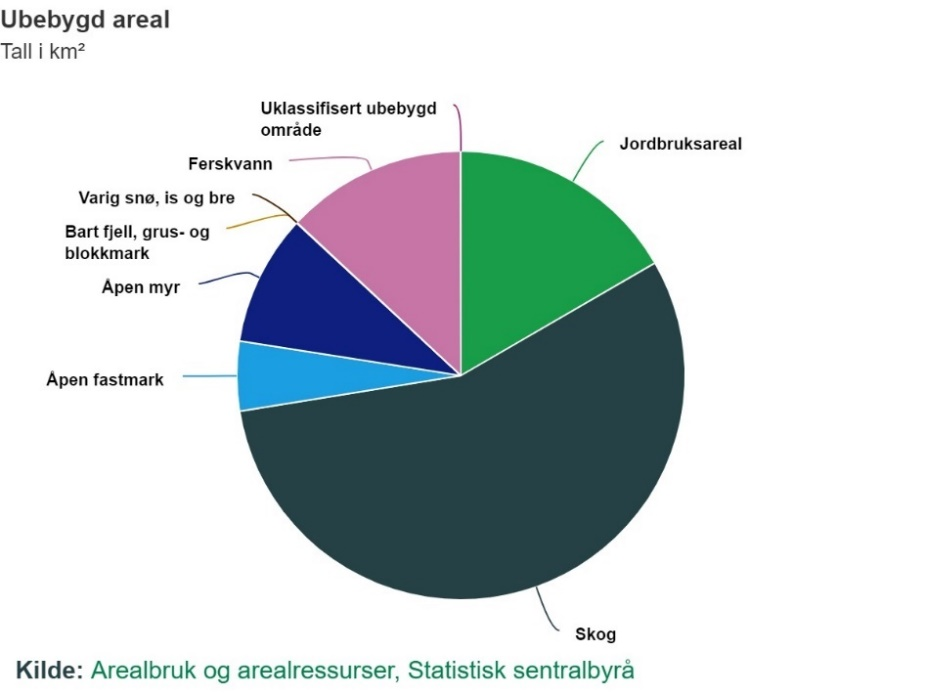 Ubebygd areal
Tall i km²
Uklassifisert ubebygd
område
Jordbruksareal
Ferskvann
Varig snø, is og bre
Bart fjell, grus- og
blokkmark
Åpen myr
Åpen fastmark
Skog
Kilde: Arealbruk og arealressurser, Statistisk sentralbyrå